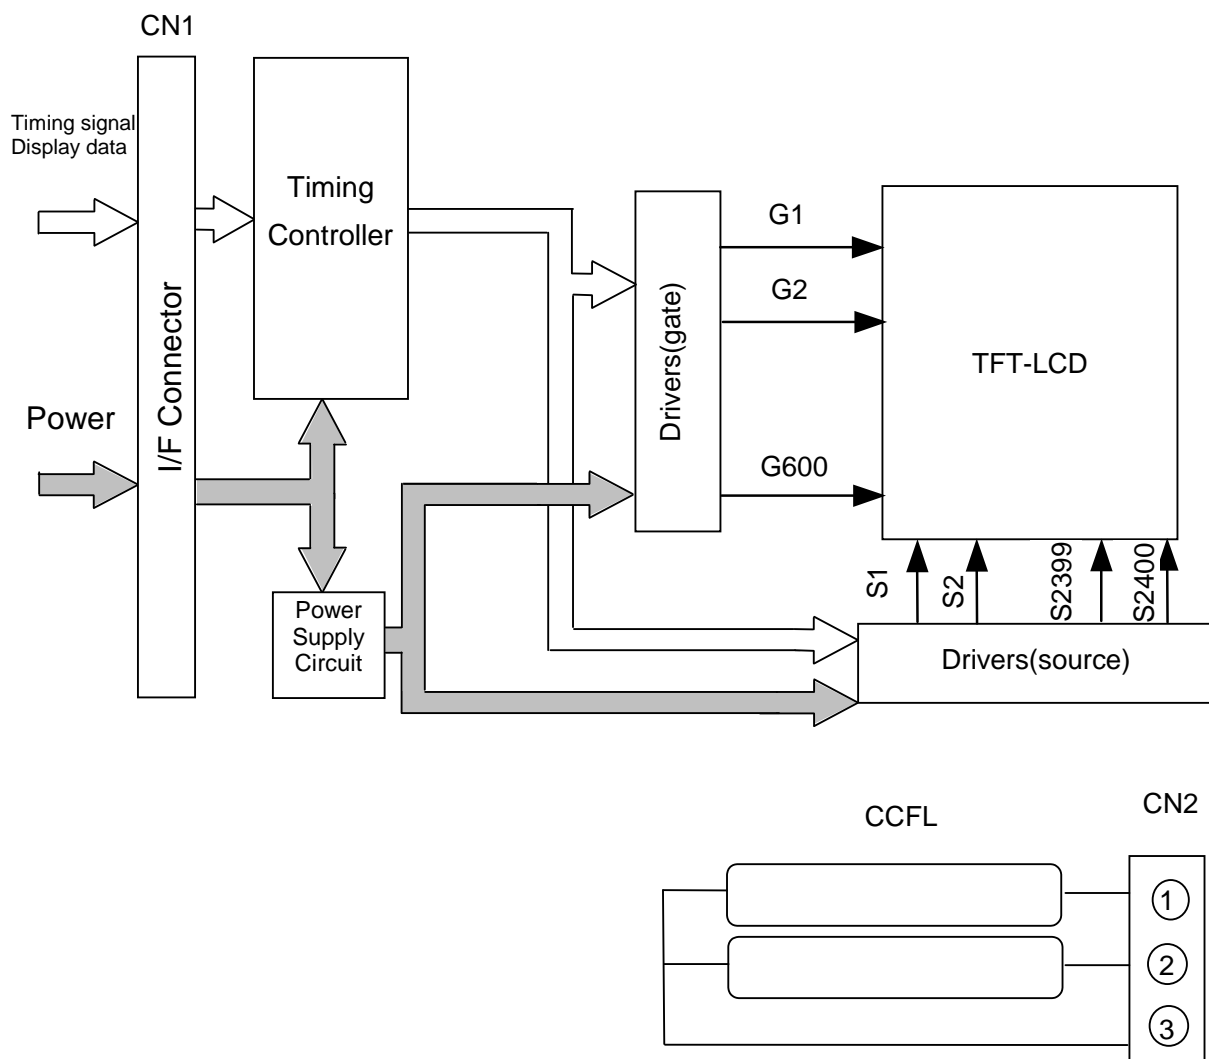 CN1
Timing signal
Display data
Timing
Controller
I/F Connector
Power
Drivers(gate)
G1
G2
G600
TFT-LCD
S1
S2
S2399
S2400
Power
Supply
Circuit
Drivers(source)
CCFL
CN2
1
2
3